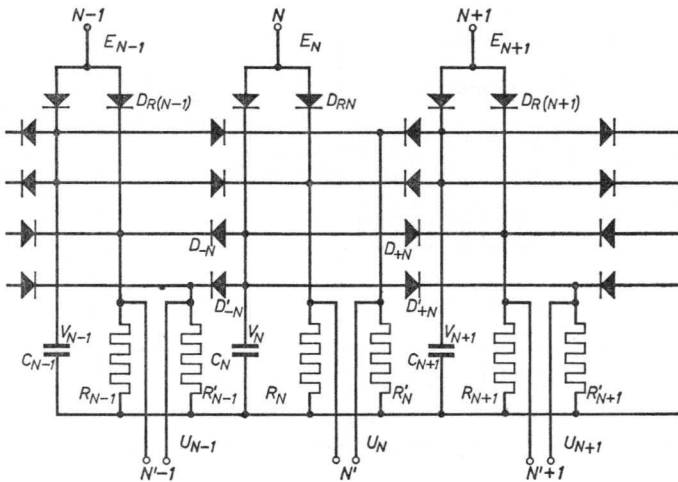 N-1 N N+1
E_{N-1} E_N E_{N+1}
D_{R(N-1)} D_{RN} D_{R(N+1)}
D_{-N} D_{+N}
D'_{-N} D'_{+N}
V_{N-1} V_N V_{N+1}
C_{N-1} C_N C_{N+1}
R_{N-1} R'_{N-1} R_N R'_N R_{N+1} R'_{N+1}
U_{N-1} U_N U_{N+1}
N'-1 N' N'+1